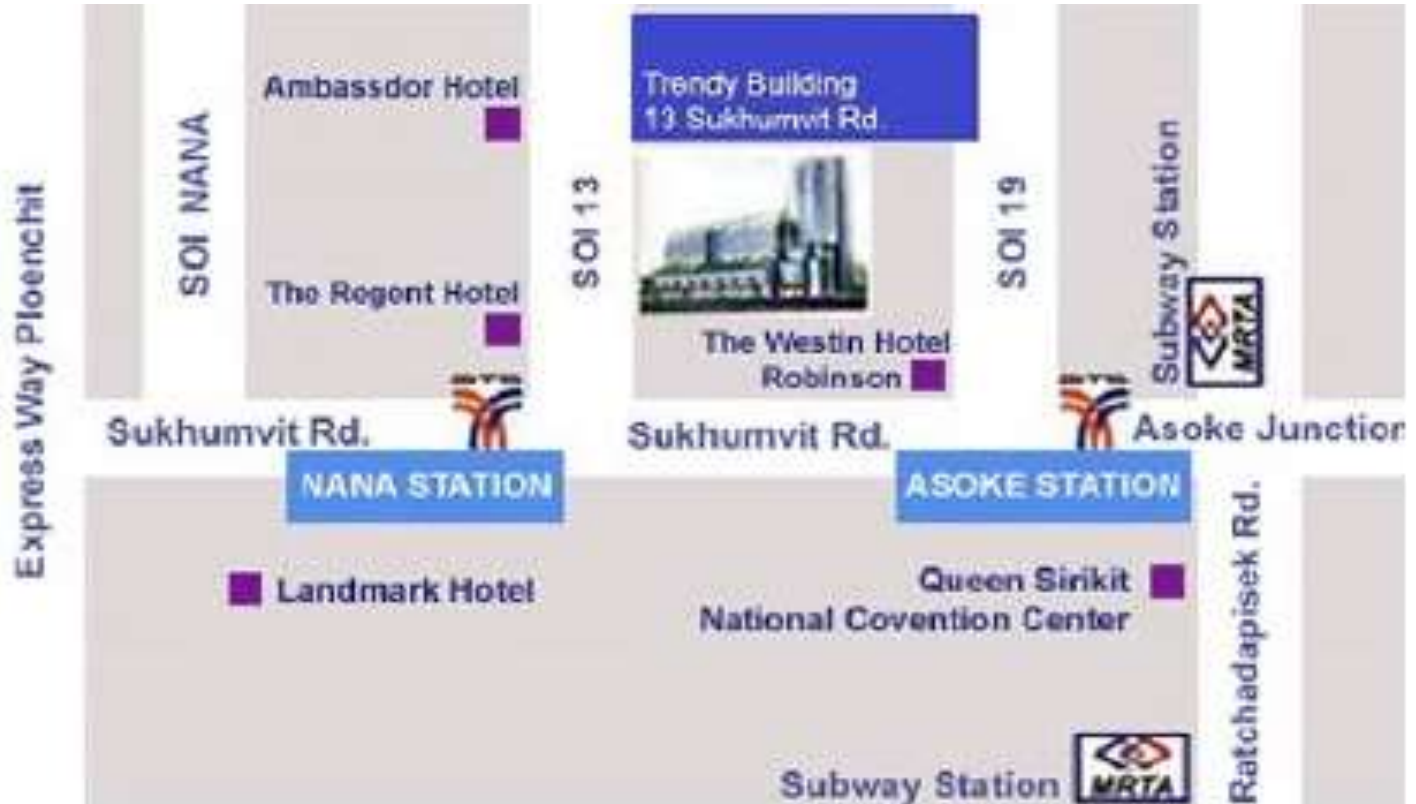 Express Way Ploenchit
SOI NANA
Ambassdor Hotel
The Regent Hotel
SOI 13
Trendy Building
13 Sukhumvit Rd.
The Westin Hotel
Robinson
SOI 19
Subway Station
MRTA
BTS
BTS
Sukhumvit Rd.
Sukhumvit Rd.
Asoke Junction
NANA STATION
ASOKE STATION
Landmark Hotel
Queen Sirikit
National Covention Center
Ratchadapisek Rd.
Subway Station
MRTA